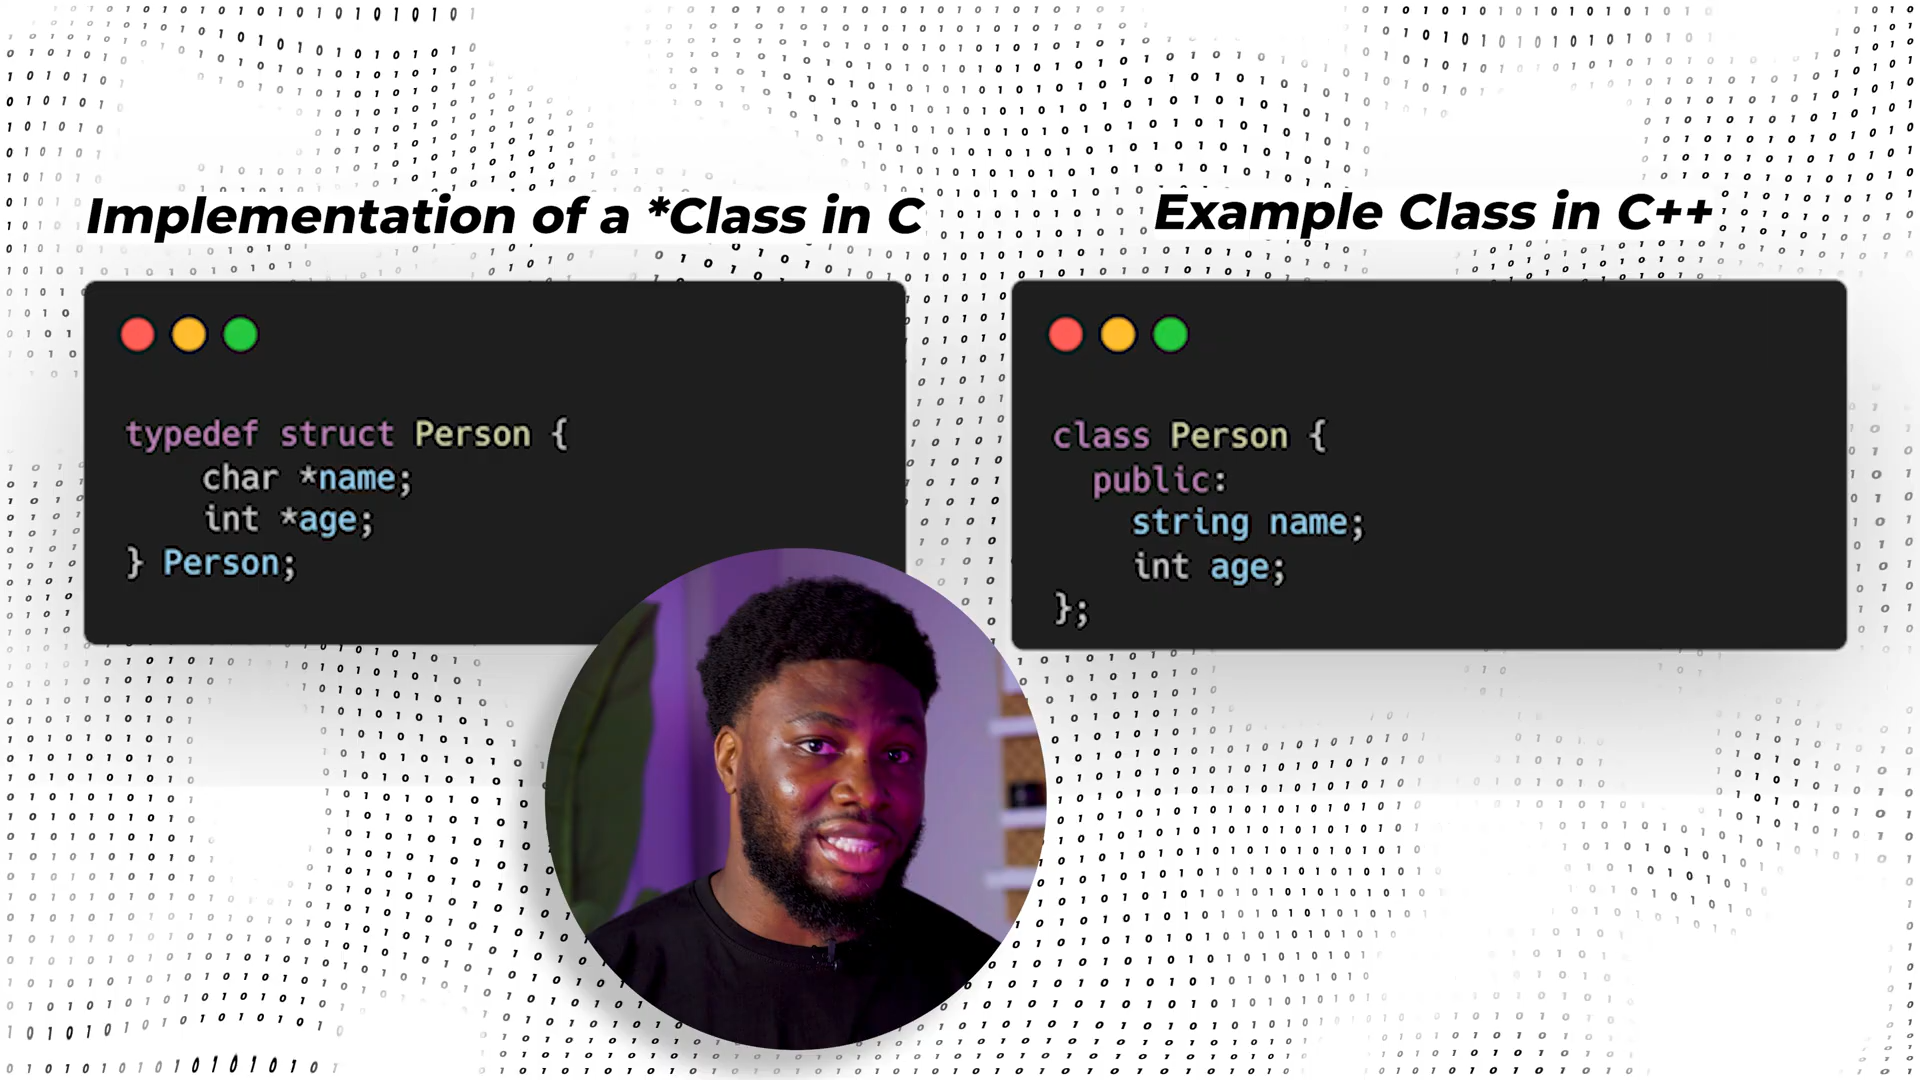 Implementation of a *Class in C
typedef struct Person {
char *name;
int *age;
} Person;
Example Class in C++
class Person {
public:
string name;
int age;
};